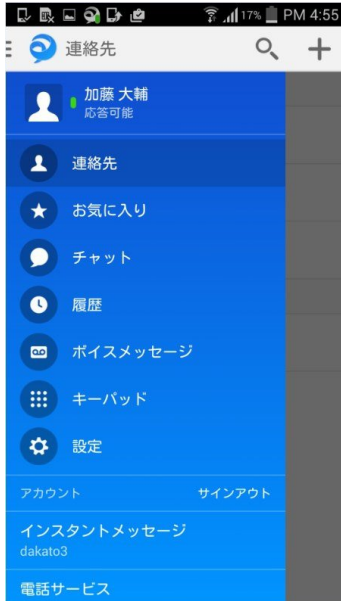 17% PM 4:55
連絡先
加藤 大輔
応答可能
連絡先
お気に入り
チャット
履歴
ボイスメッセージ
キーパッド
設定
アカウント サインアウト
インスタントメッセージ
dakato3
電話サービス